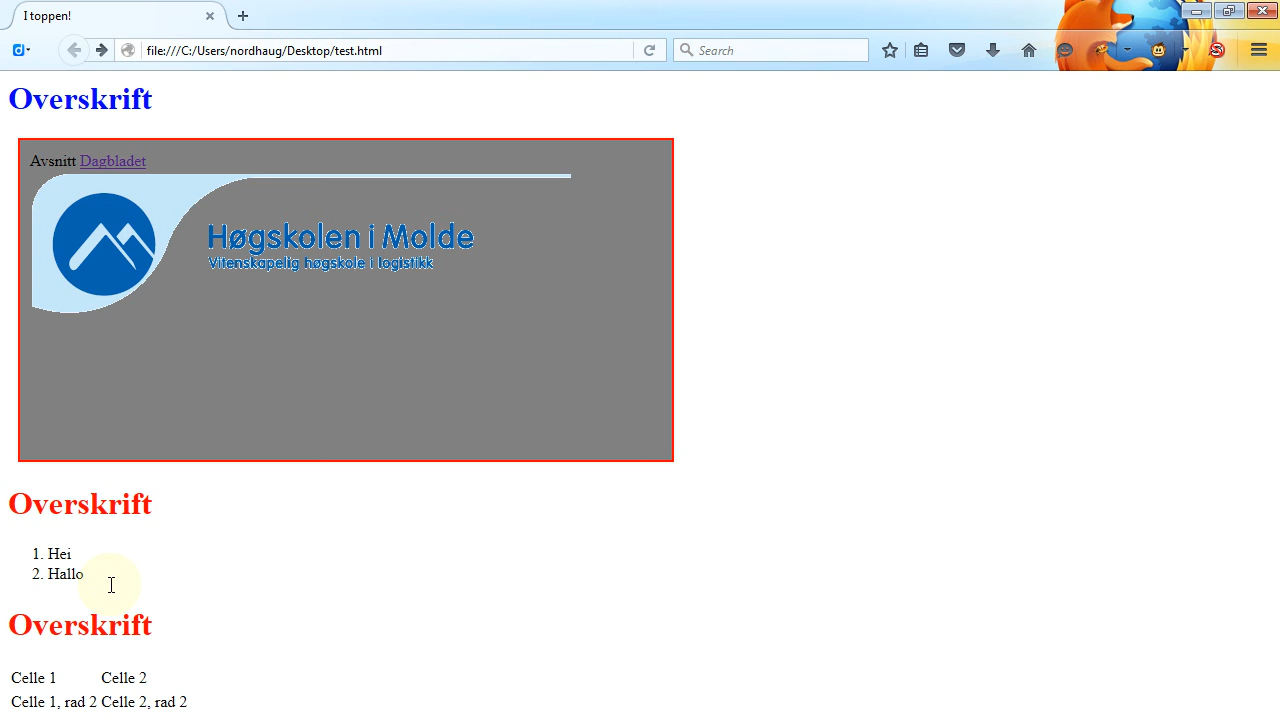 I toppen!
file:///C:/Users/nordhaug/Desktop/test.html
Search
Overskrift
Avsnitt Dagbladet
Høgskolen i Molde
Vitenskapelig høgskole i logistikk
Overskrift
1. Hei
2. Hallo
Overskrift
Celle 1 Celle 2
Celle 1, rad 2 Celle 2, rad 2